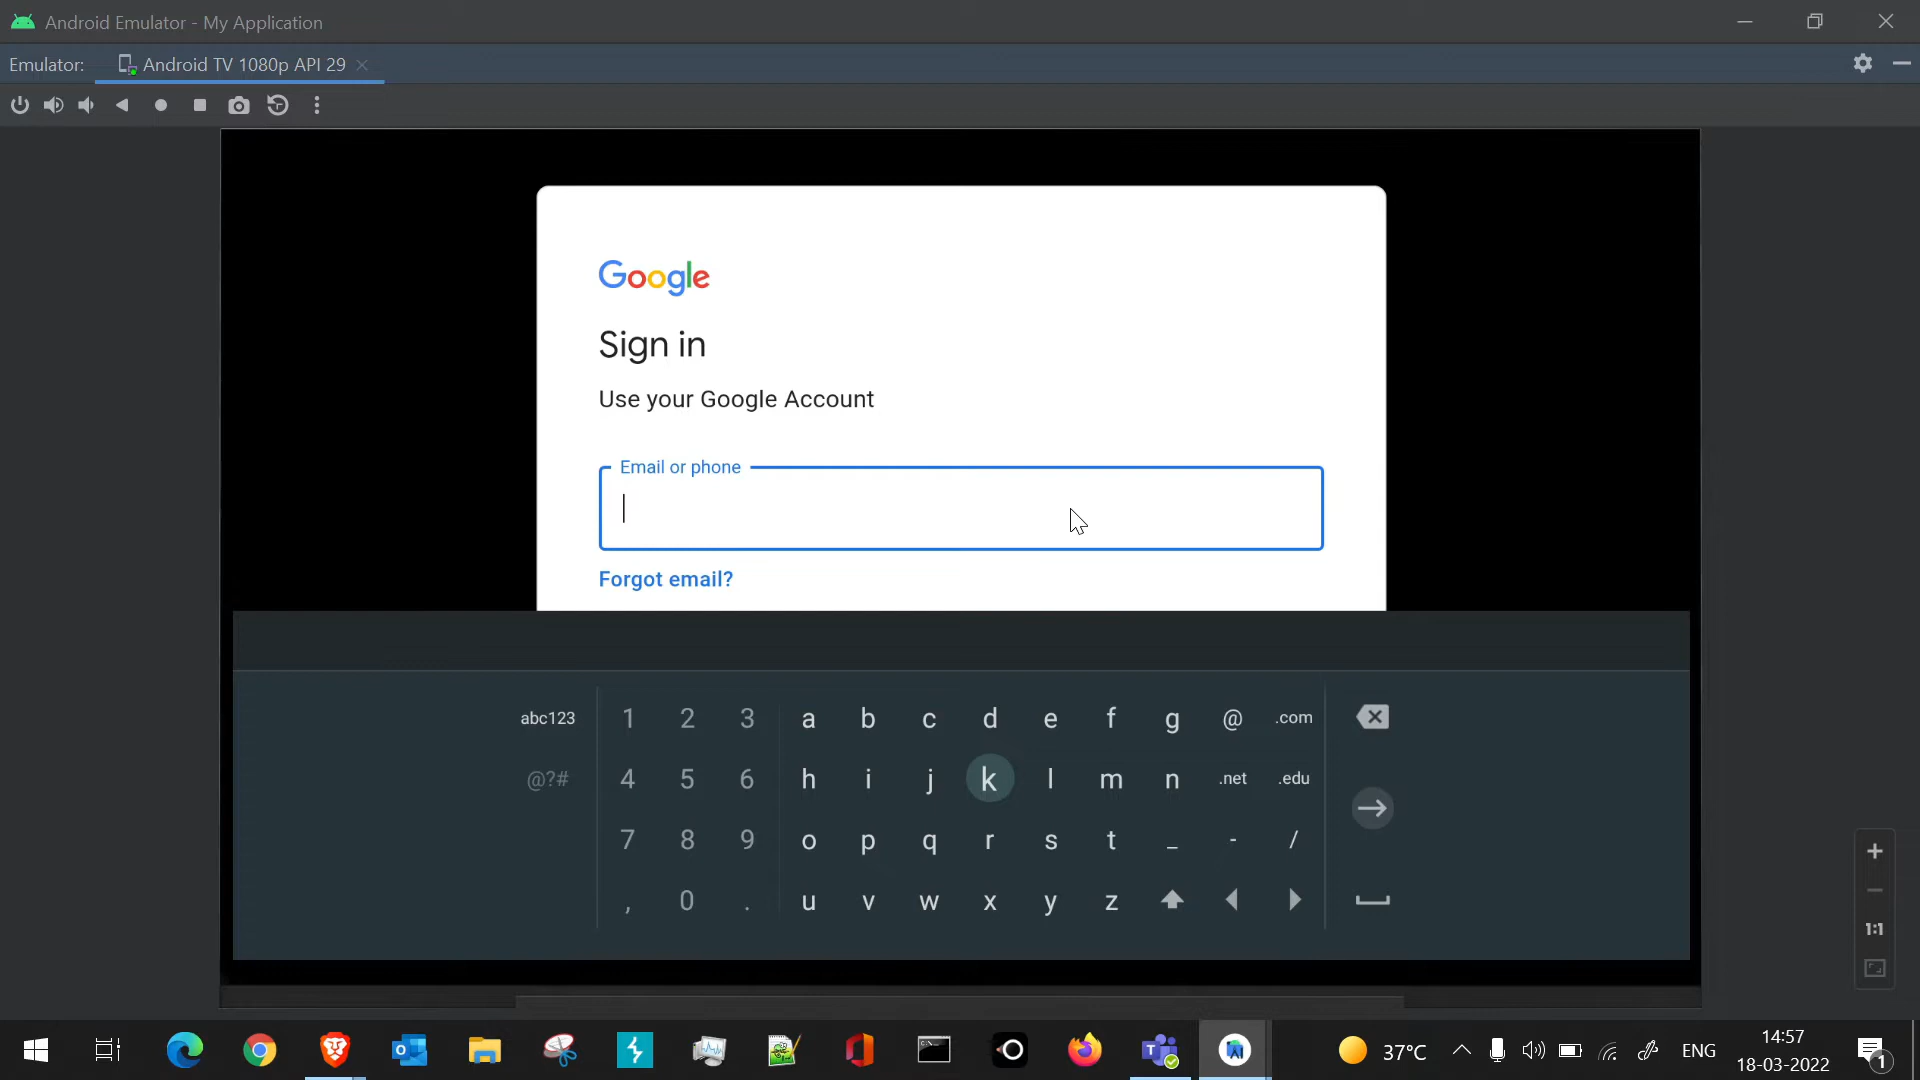 Android Emulator - My Application
Emulator: Android TV 1080p API 29
Google
Sign in
Use your Google Account
Email or phone
Forgot email?
abc123 1 2 3 a b c d e f g @ .com
@?# 4 5 6 h i j k l m n .net .edu
7 8 9 o p q r s t _ - /
, 0 . u v w x y z
1:1
37°C ENG 14:57
18-03-2022 1